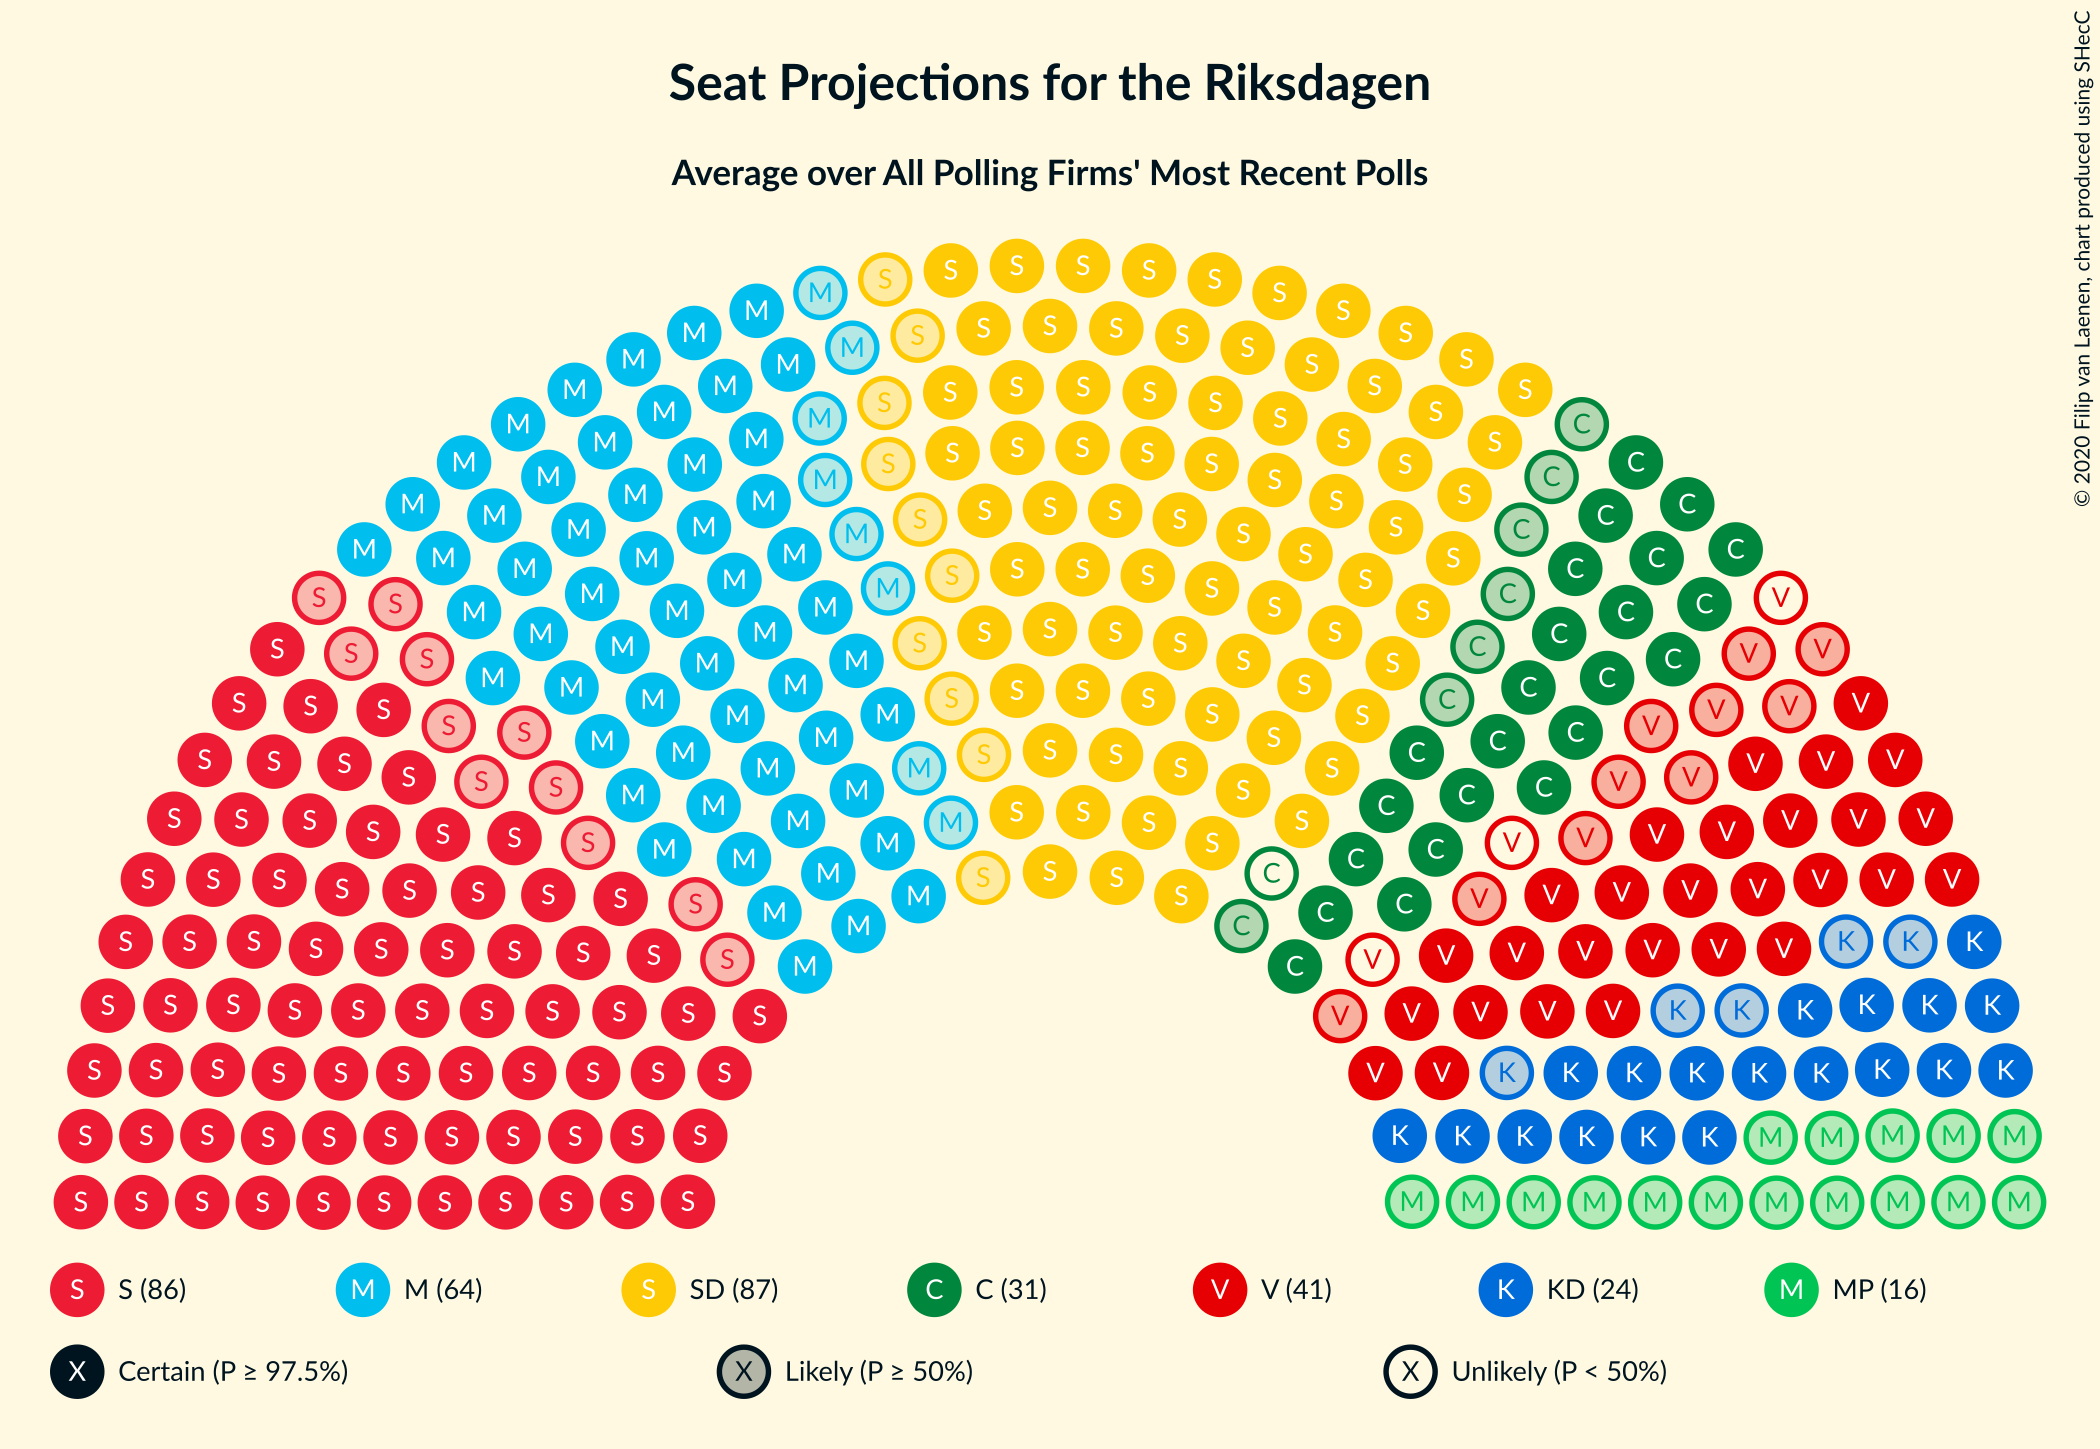 Seat Projections for the Riksdagen
Average over All Polling Firms' Most Recent Polls
© 2020 Filip van Laenen, chart produced using SHecC
S S (86) M M (64) S SD (87) C C (31) V V (41) K KD (24) M MP (16)
X Certain (P ≥ 97.5%) X Likely (P ≥ 50%) X Unlikely (P < 50%)